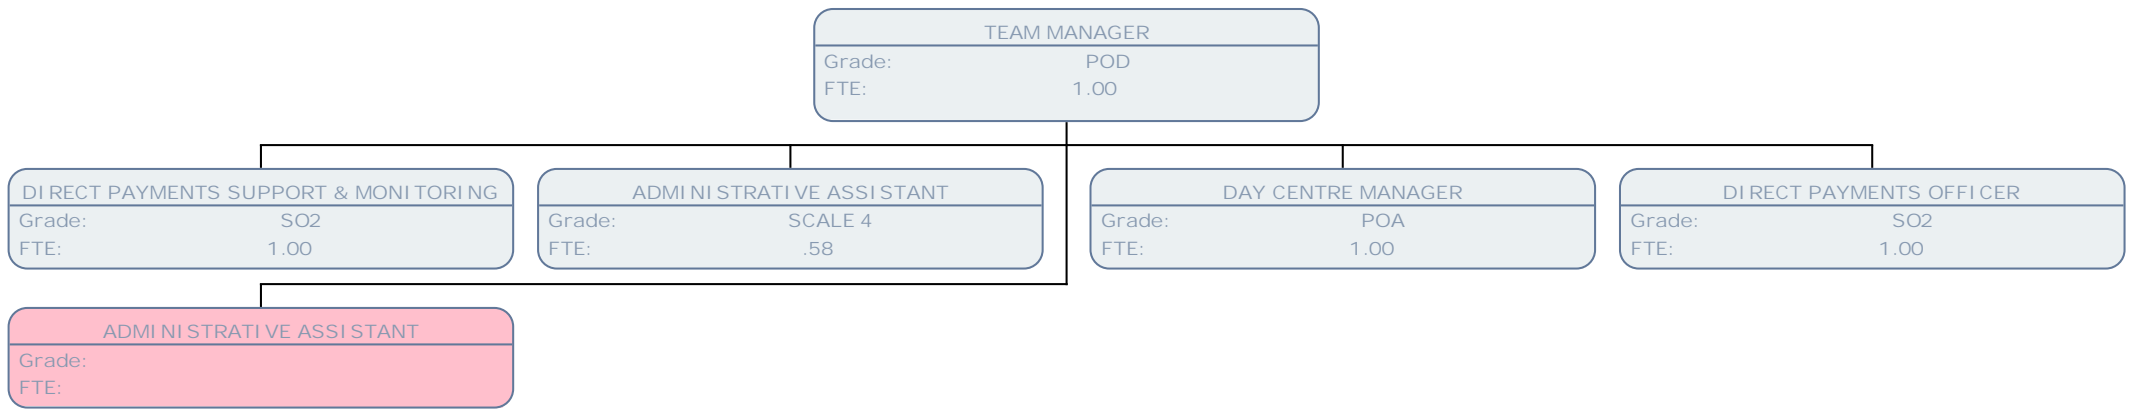 TEAM MANAGER
Grade: POD
FTE: 1.00
DIRECT PAYMENTS SUPPORT & MONITORING
Grade: SO2
FTE: 1.00
ADMINISTRATIVE ASSISTANT
Grade: SCALE 4
FTE: .58
DAY CENTRE MANAGER
Grade: POA
FTE: 1.00
DIRECT PAYMENTS OFFICER
Grade: SO2
FTE: 1.00
ADMINISTRATIVE ASSISTANT
Grade:
FTE: